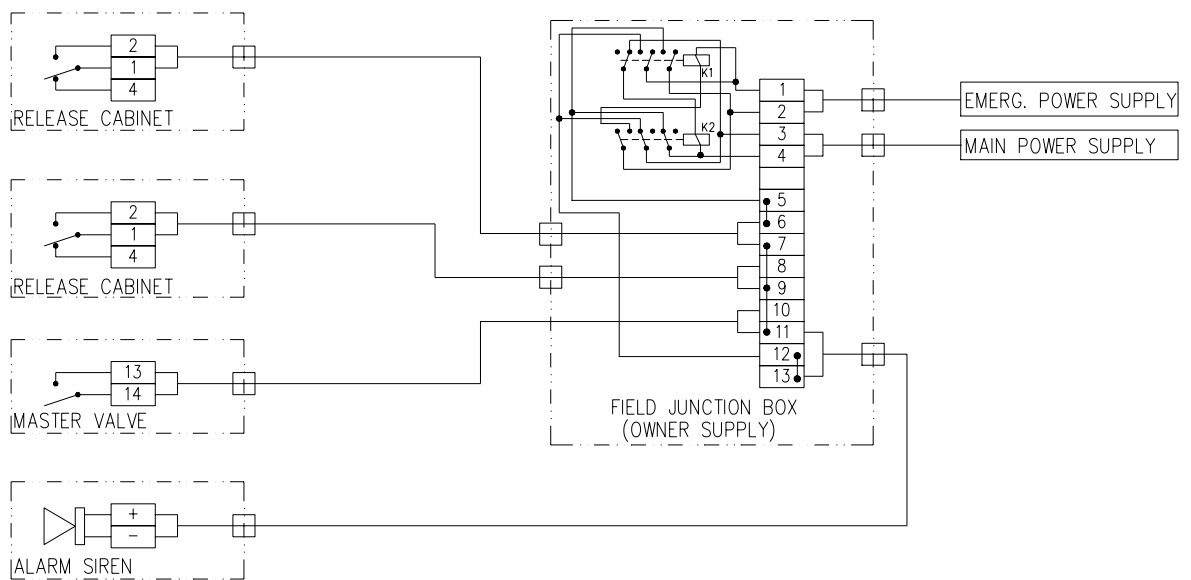 2
1
4
RELEASE CABINET
2
1
4
RELEASE CABINET
13
14
MASTER VALVE
+
−
ALARM SIREN
K1
K2
1
2
3
4
5
6
7
8
9
10
11
12
13
FIELD JUNCTION BOX
(OWNER SUPPLY)
EMERG. POWER SUPPLY
MAIN POWER SUPPLY